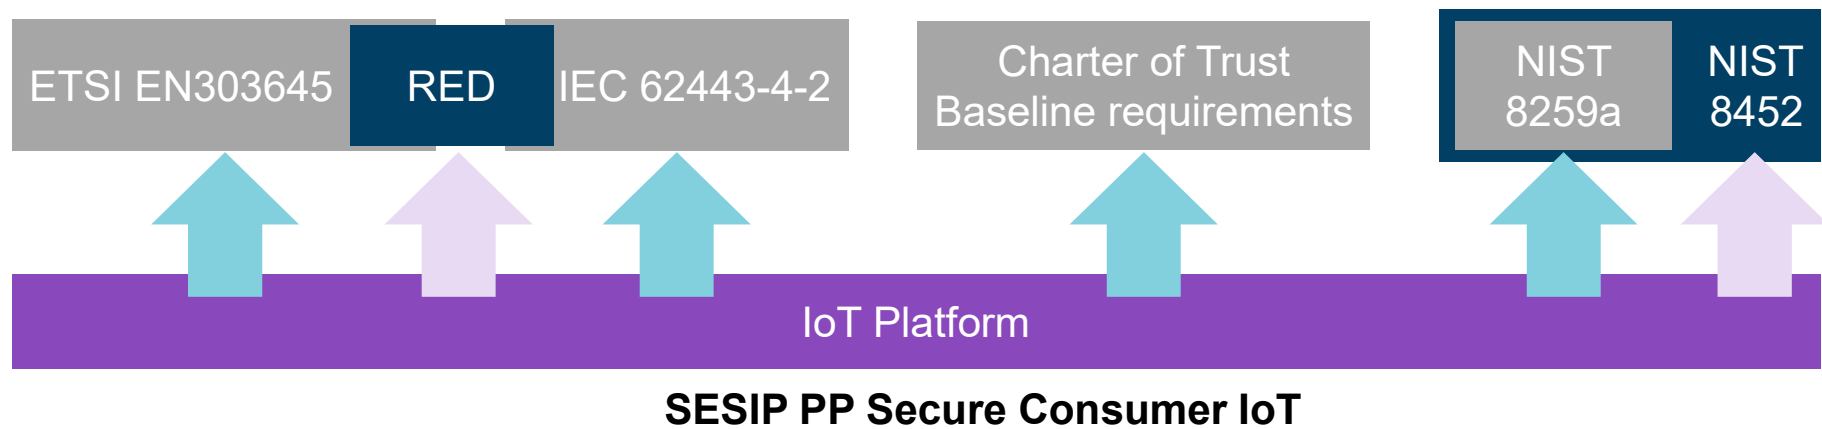 ETSI EN303645
RED
IEC 62443-4-2
Charter of Trust
Baseline requirements
NIST
8259a
NIST
8452
IoT Platform
SESIP PP Secure Consumer IoT